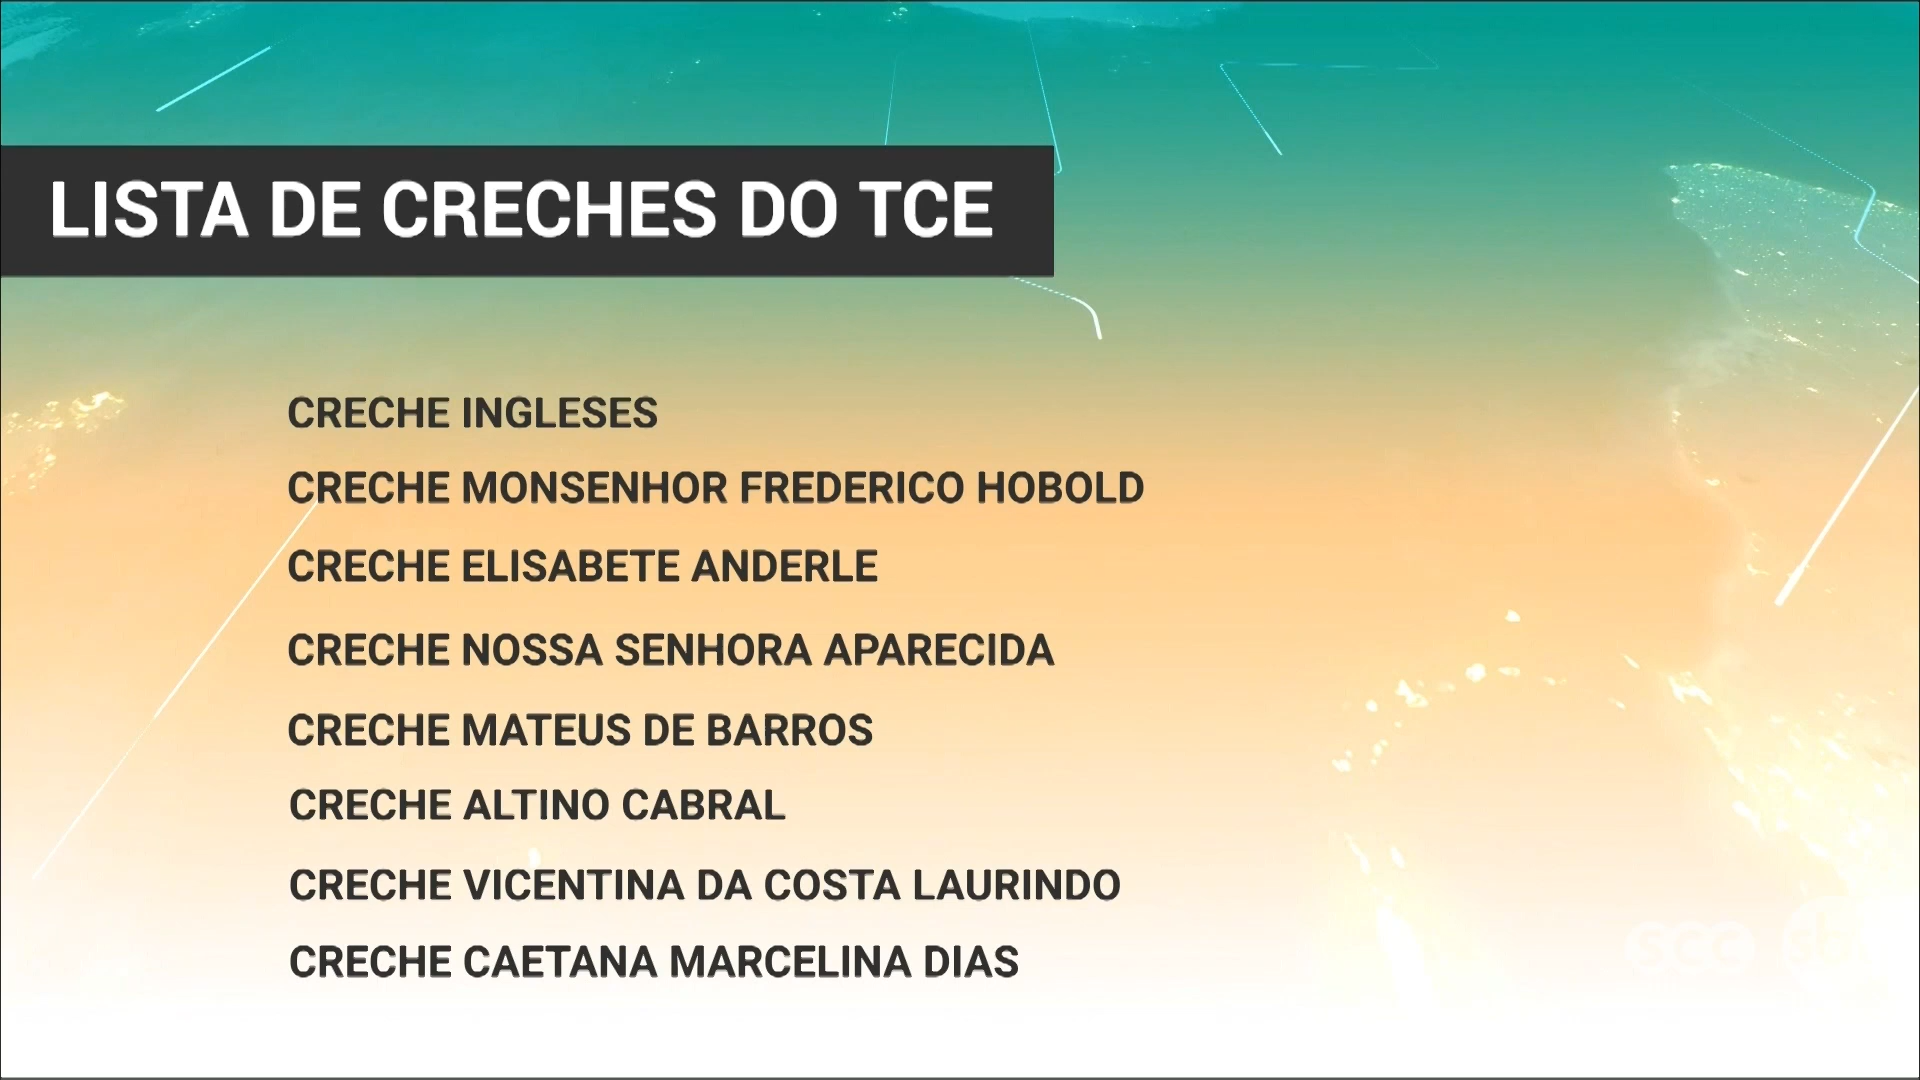 LISTA DE CRECHES DO TCE
CRECHE INGLESES
CRECHE MONSENHOR FREDERICO HOBOLD
CRECHE ELISABETE ANDERLE
CRECHE NOSSA SENHORA APARECIDA
CRECHE MATEUS DE BARROS
CRECHE ALTINO CABRAL
CRECHE VICENTINA DA COSTA LAURINDO
CRECHE CAETANA MARCELINA DIAS
scc